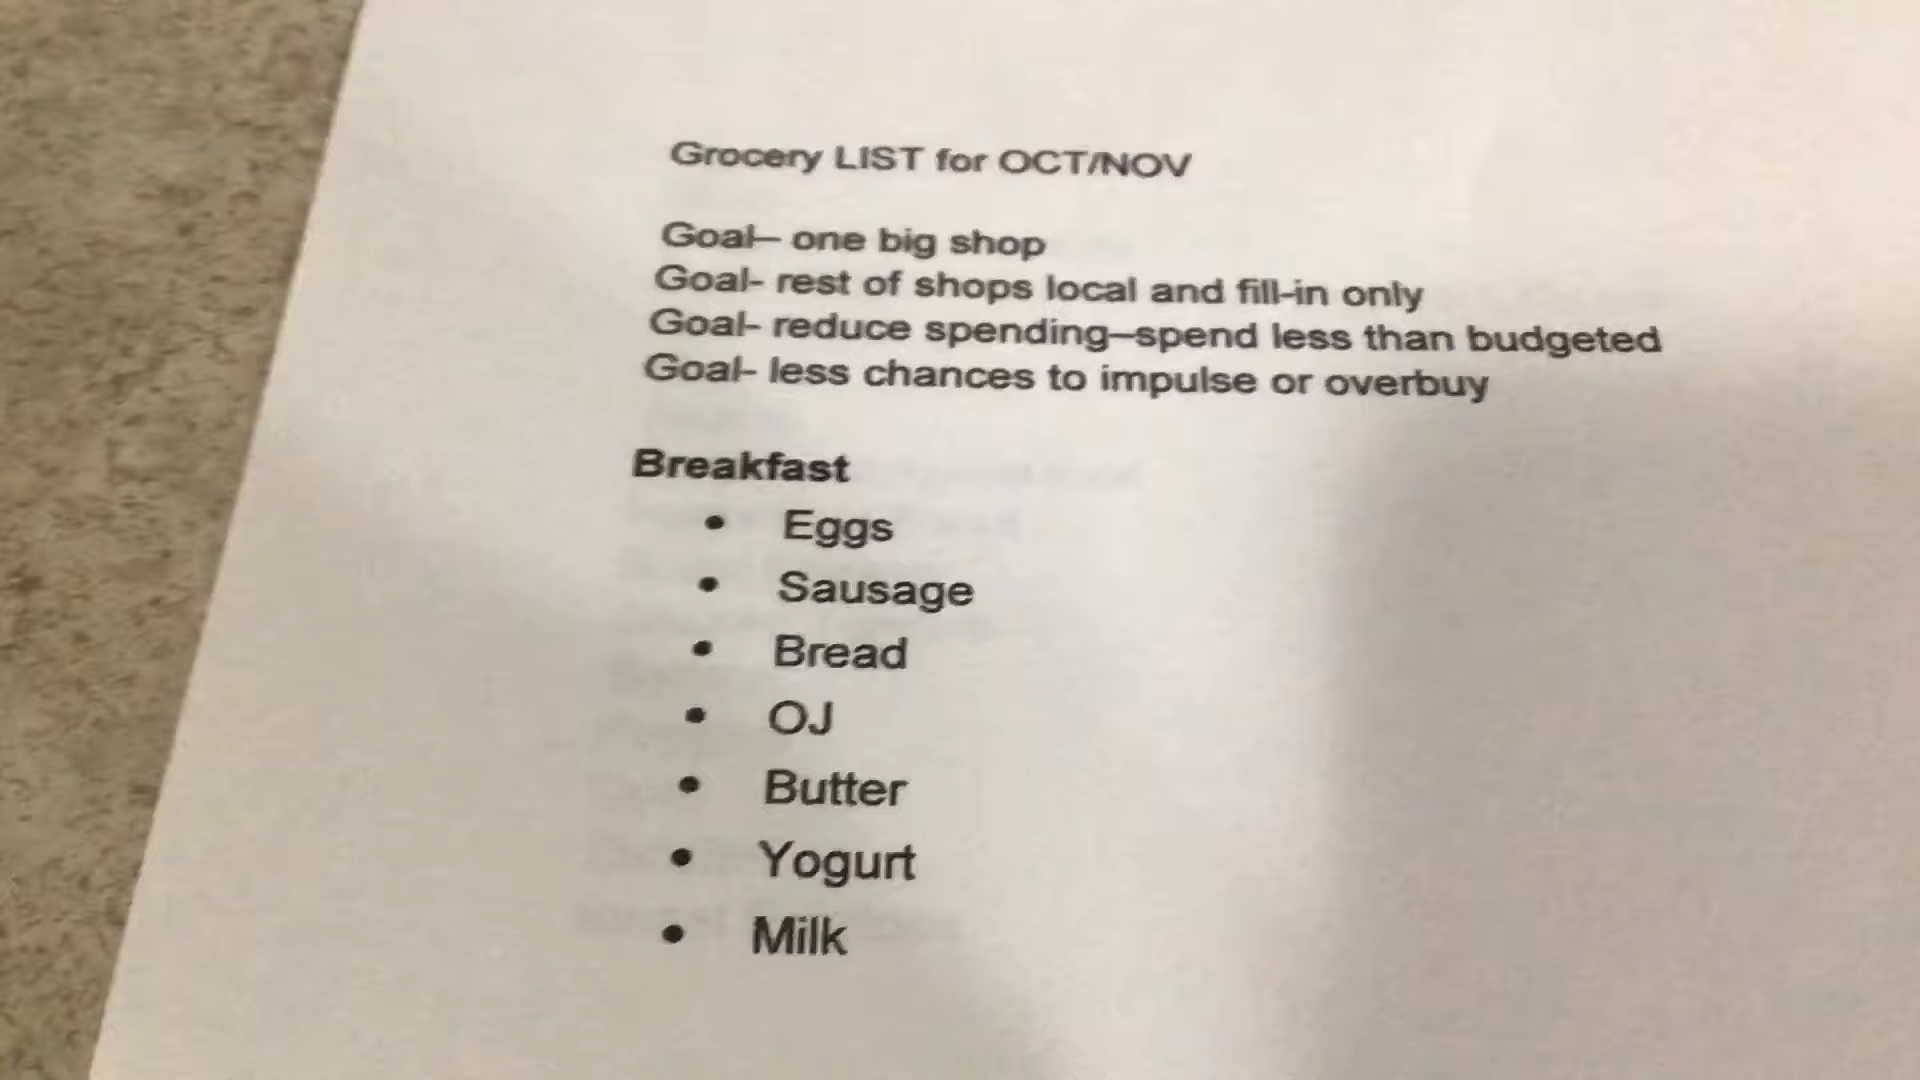 Grocery LIST for OCT/NOV
Goal– one big shop
Goal- rest of shops local and fill-in only
Goal- reduce spending–spend less than budgeted
Goal- less chances to impulse or overbuy
Breakfast
• Eggs
• Sausage
• Bread
• OJ
• Butter
• Yogurt
• Milk